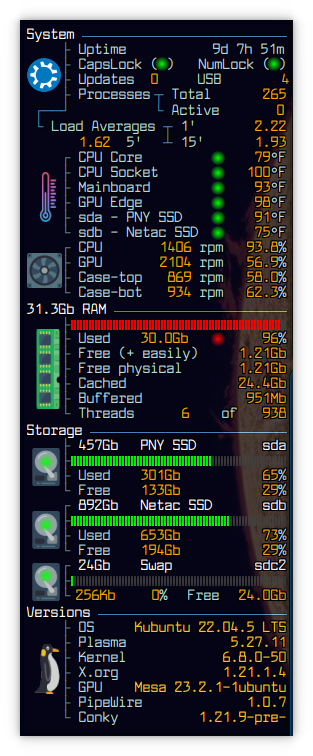 System
Uptime 9d 7h 51m
CapsLock ( ) NumLock ( )
Updates 0 USB 4
Processes Total 265
Active 0
Load Averages 1' 2.22
1.62 5' 15' 1.93
CPU Core 79°F
CPU Socket 100°F
Mainboard 93°F
GPU Edge 98°F
sda - PNY SSD 91°F
sdb - Netac SSD 75°F
CPU 1406 rpm 93.8%
GPU 2104 rpm 56.9%
Case-top 869 rpm 58.0%
Case-bot 934 rpm 62.3%
31.3Gb RAM
Used 30.0Gb 96%
Free (+ easily) 1.21Gb
Free physical 1.21Gb
Cached 24.4Gb
Buffered 951Mb
Threads 6 of 938
Storage
457Gb PNY SSD sda
Used 301Gb 65%
Free 133Gb 29%
892Gb Netac SSD sdb
Used 653Gb 73%
Free 194Gb 29%
24Gb Swap sdc2
256Kb 0% Free 24.0Gb
Versions
OS Kubuntu 22.04.5 LTS
Plasma 5.27.11
Kernel 6.8.0-50
X.org 1.21.1.4
GPU Mesa 23.2.1-1ubuntu
PipeWire 1.0.7
Conky 1.21.9-pre-